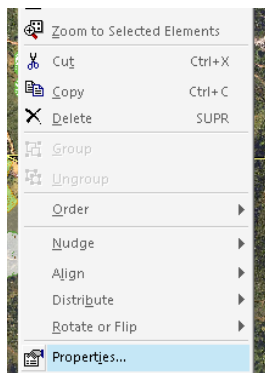 Zoom to Selected Elements
Cut Ctrl+X
Copy Ctrl+C
Delete SUPR
Group
Ungroup
Order
Nudge
Align
Distribute
Rotate or Flip
Properties...